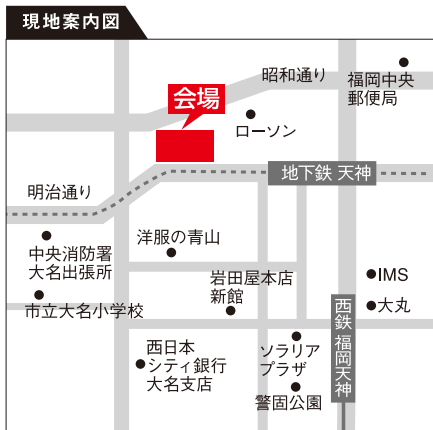 現地案内図
昭和通り
福岡中央
郵便局
会場
ローソン
地下鉄 天神
明治通り
洋服の青山
中央消防署
大名出張所
岩田屋本店
新館
IMS
市立大名小学校
大丸
西鉄 福岡天神
西日本
シティ銀行
大名支店
ソラリア
プラザ
警固公園